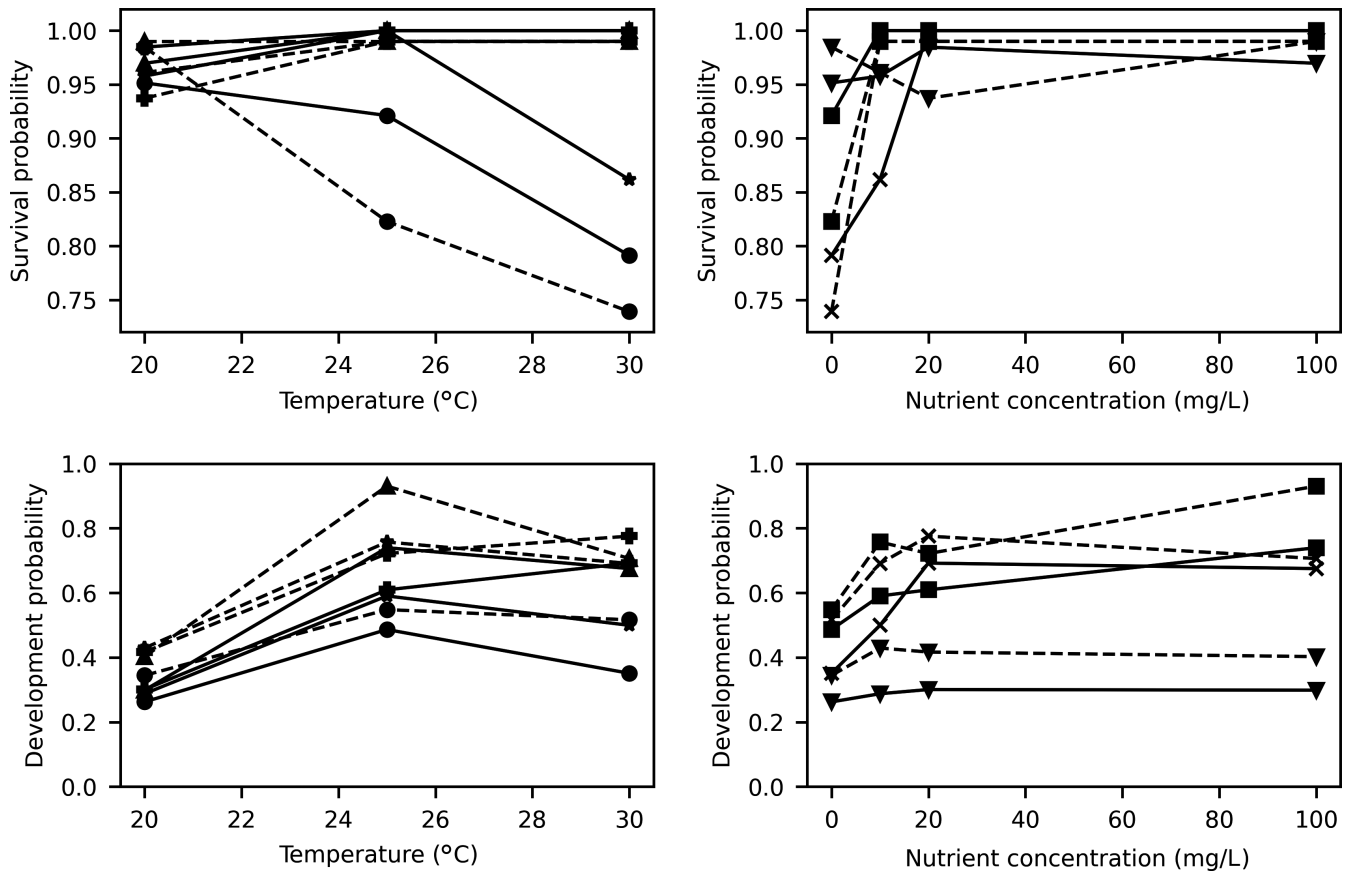 Survival probability
1.00
0.95
0.90
0.85
0.80
0.75
20 22 24 26 28 30
Temperature (°C)
Survival probability
1.00
0.95
0.90
0.85
0.80
0.75
0 20 40 60 80 100
Nutrient concentration (mg/L)
Development probability
1.0
0.8
0.6
0.4
0.2
0.0
20 22 24 26 28 30
Temperature (°C)
Development probability
1.0
0.8
0.6
0.4
0.2
0.0
0 20 40 60 80 100
Nutrient concentration (mg/L)